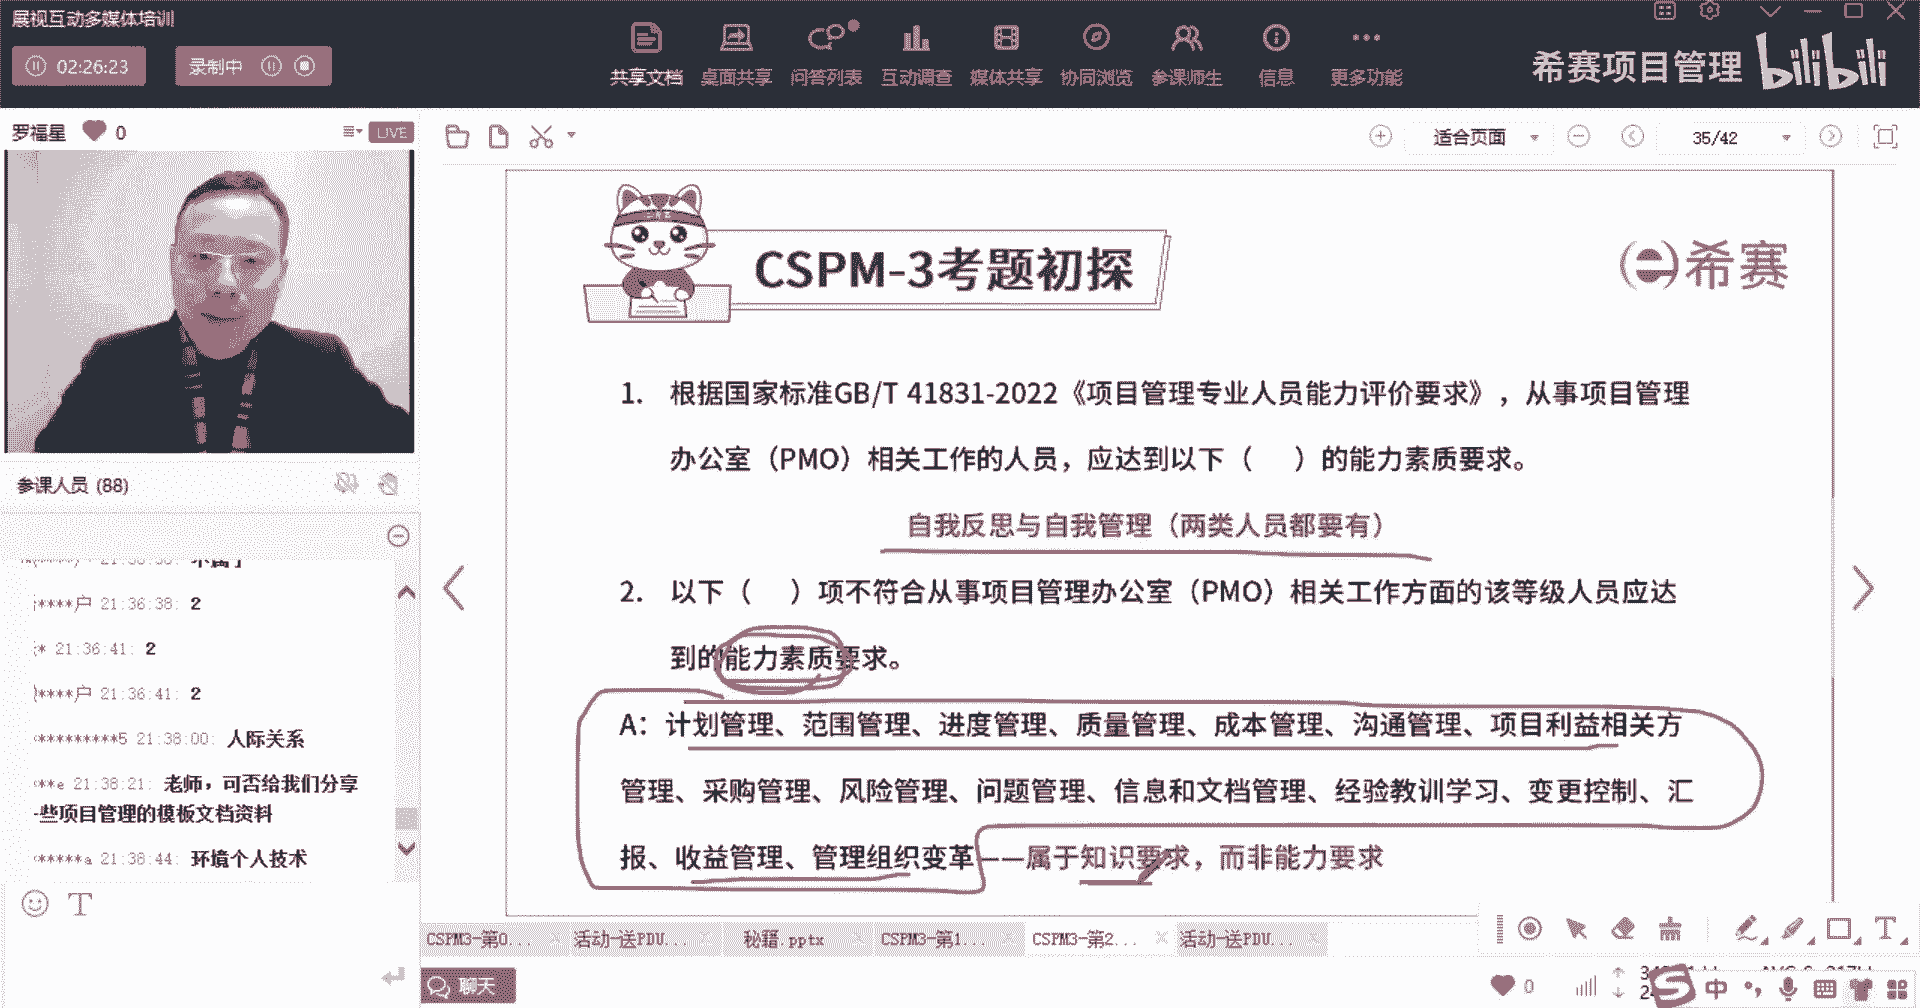 展视互动多媒体培训
02:26:23
录制中
共享文档
桌面共享
问答列表
互动调查
媒体共享
协同浏览
参课师生
信息
更多功能
希赛项目管理
bilibili
罗福星
0
LIVE
适合页面
35/42
CSPM-3考题初探
希赛
1. 根据国家标准GB/T 41831-2022《项目管理专业人员能力评价要求》，从事项目管理
办公室（PMO）相关工作的人员，应达到以下（ ）的能力素质要求。
自我反思与自我管理（两类人员都要有）
2. 以下（ ）项不符合从事项目管理办公室（PMO）相关工作方面的该等级人员应达
到的能力素质要求。
A：计划管理、范围管理、进度管理、质量管理、成本管理、沟通管理、项目利益相关方
管理、采购管理、风险管理、问题管理、信息和文档管理、经验教训学习、变更控制、汇
报、收益管理、管理组织变革——属于知识要求，而非能力要求
参课人员 (88)
****户 21:36:38: 2
* 21:36:41: 2
****户 21:36:41: 2
*********5 21:38:00: 人际关系
**e 21:38:21: 老师，可否给我们分享
一些项目管理的模板文档资料
*****a 21:38:44: 环境个人技术
CSPM3-第0...
活动-送PDU...
秘籍.pptx
CSPM3-第1...
CSPM3-第2...
活动-送PDU...
聊天
0
中